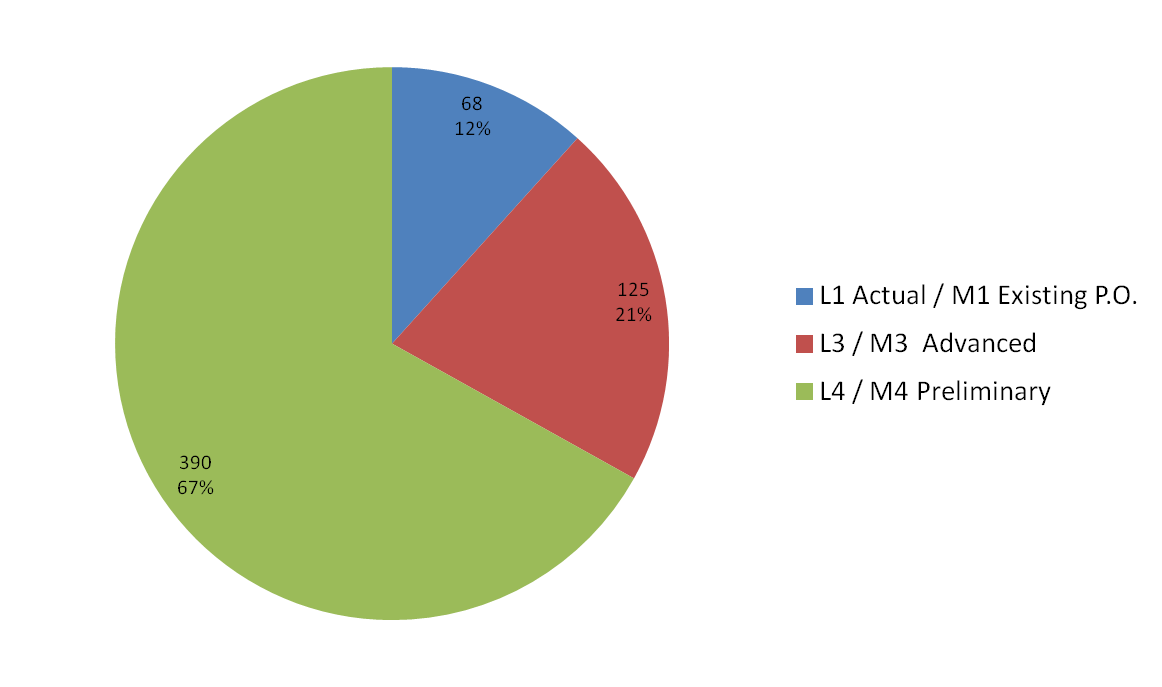 68
12%
125
21%
390
67%
L1 Actual / M1 Existing P.O.
L3 / M3  Advanced
L4 / M4 Preliminary